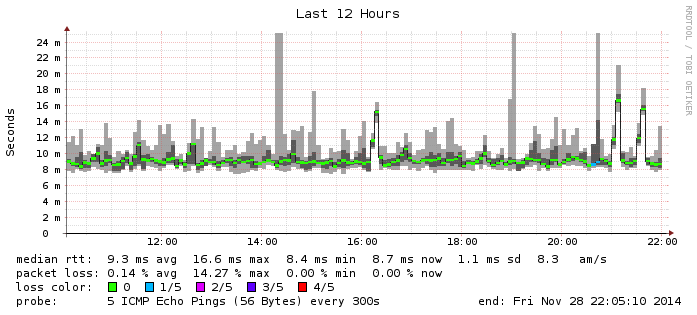 Last 12 Hours
RRDTOOL / TOBI OETIKER
Seconds
24 m
22 m
20 m
18 m
16 m
14 m
12 m
10 m
8 m
6 m
4 m
2 m
0
12:00 14:00 16:00 18:00 20:00 22:00
median rtt: 9.3 ms avg 16.6 ms max 8.4 ms min 8.7 ms now 1.1 ms sd 8.3 am/s
packet loss: 0.14 % avg 14.27 % max 0.00 % min 0.00 % now
loss color: 0 1/5 2/5 3/5 4/5
probe: 5 ICMP Echo Pings (56 Bytes) every 300s end: Fri Nov 28 22:05:10 2014